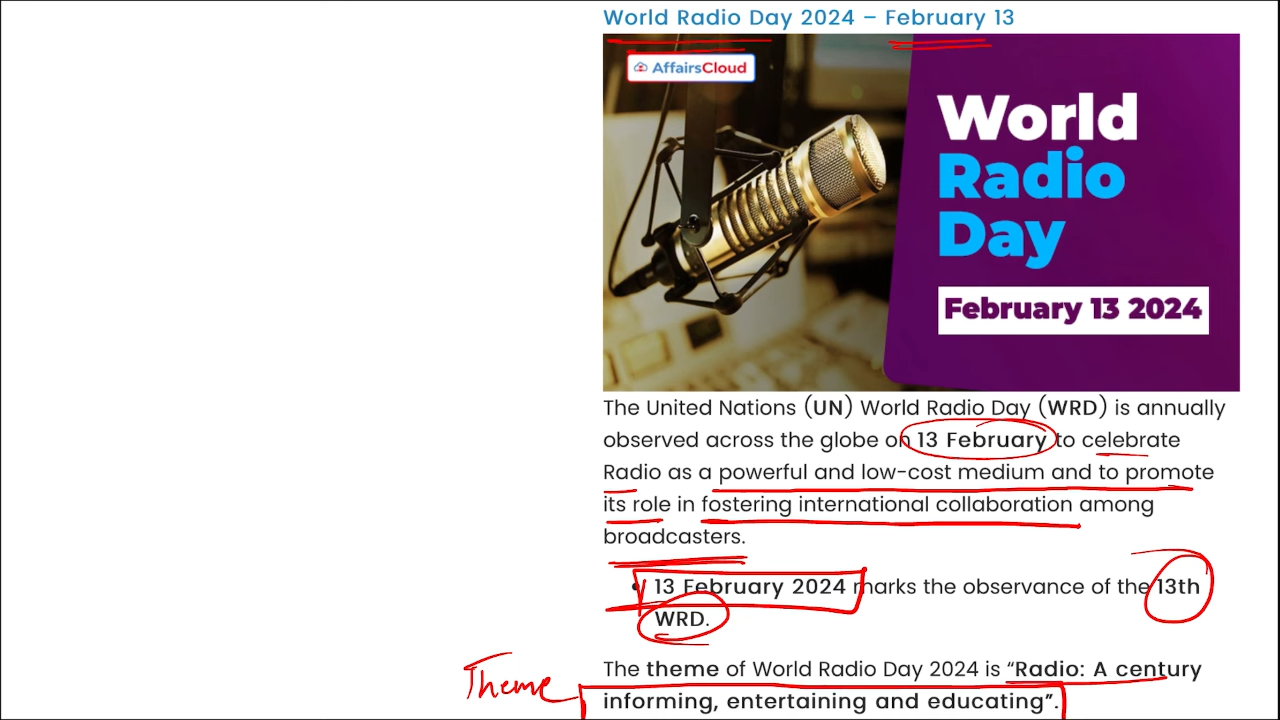 World Radio Day 2024 – February 13
AffairsCloud
World
Radio
Day
February 13 2024
The United Nations (UN) World Radio Day (WRD) is annually
observed across the globe on 13 February to celebrate
Radio as a powerful and low-cost medium and to promote
its role in fostering international collaboration among
broadcasters.
• 13 February 2024 marks the observance of the 13th
WRD.
The theme of World Radio Day 2024 is “Radio: A century
Theme
informing, entertaining and educating”.